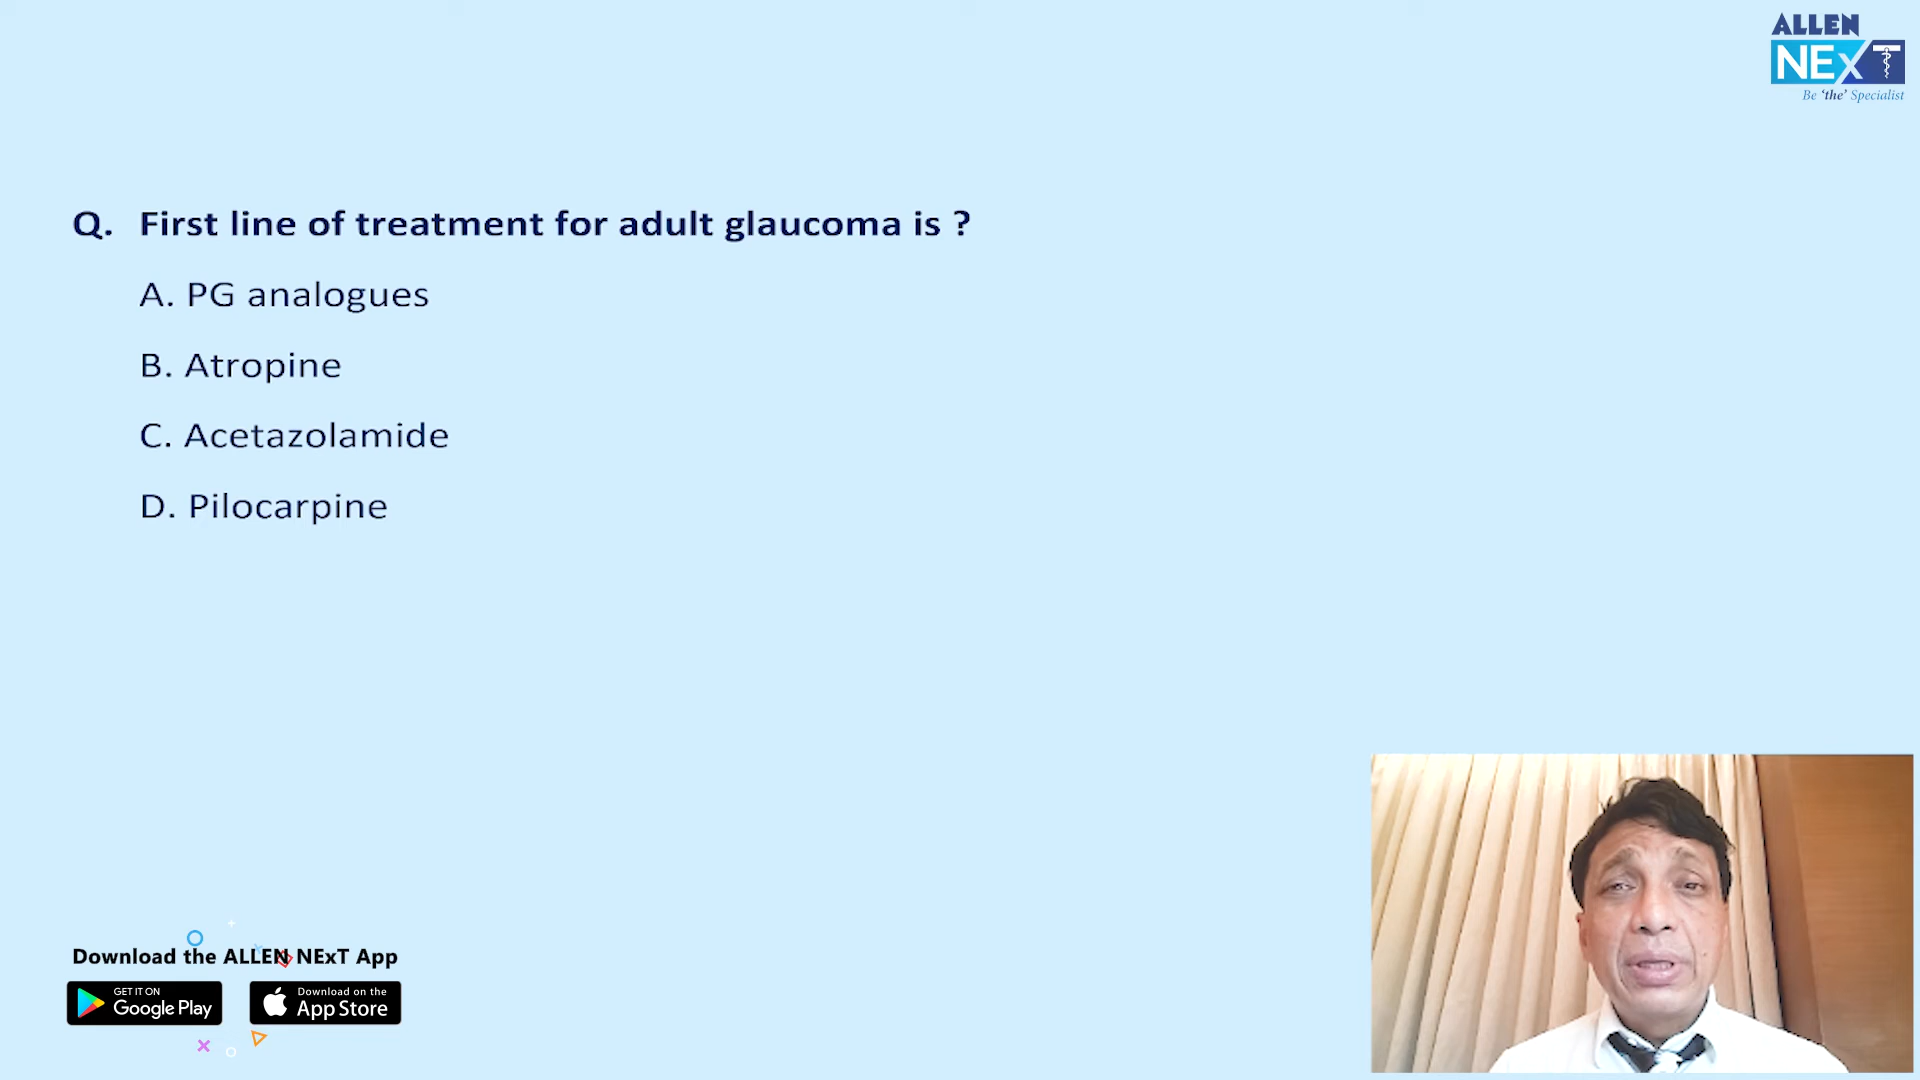 ALLEN
NExT
Be 'the' Specialist
Q. First line of treatment for adult glaucoma is ?
A. PG analogues
B. Atropine
C. Acetazolamide
D. Pilocarpine
Download the ALLEN NExT App
GET IT ON
Google Play
Download on the
App Store